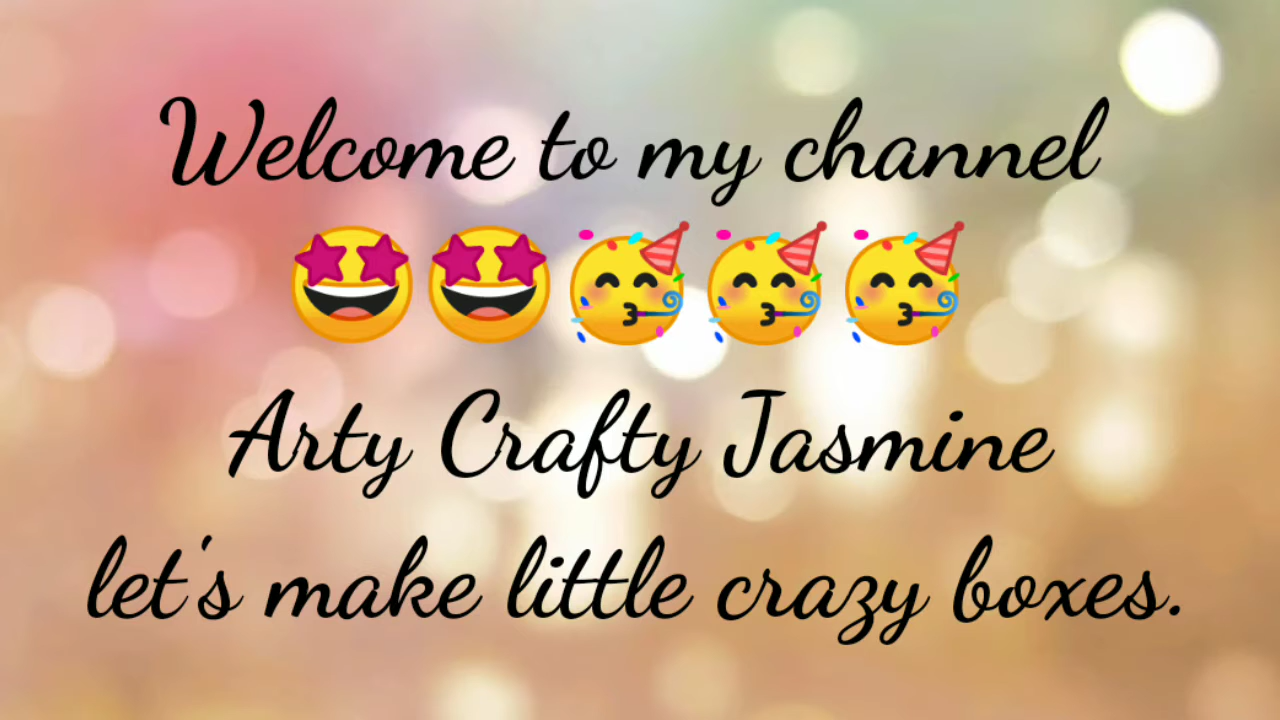 Welcome to my channel
🤩🤩🥳🥳🥳
Arty Crafty Jasmine
let's make little crazy boxes.